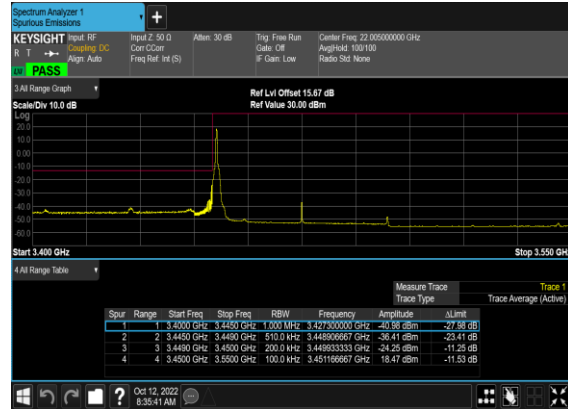 Spectrum Analyzer 1
Spurious Emissions
KEYSIGHT Input: RF Input Z: 50 Ω Atten: 30 dB Trig: Free Run Center Freq: 22.005000000 GHz
R T Coupling: DC Corr CCorr Gate: Off Avg|Hold: 100/100
Align: Auto Freq Ref: Int (S) IF Gain: Low Radio Std: None
PASS
3 All Range Graph
Ref Lvl Offset 15.67 dB
Scale/Div 10.0 dB Ref Value 30.00 dBm
Log
20.0
10.0
0.00
-10.0
-20.0
-30.0
-40.0
-50.0
-60.0
Start 3.400 GHz Stop 3.550 GHz
4 All Range Table
Measure Trace Trace 1
Trace Type Trace Average (Active)
Spur Range Start Freq Stop Freq RBW Frequency Amplitude ΔLimit
1 1 3.4000 GHz 3.4450 GHz 1.000 MHz 3.427300000 GHz -40.98 dBm -27.98 dB
2 2 3.4450 GHz 3.4490 GHz 510.0 kHz 3.448906667 GHz -36.41 dBm -23.41 dB
3 3 3.4490 GHz 3.4500 GHz 200.0 kHz 3.449933333 GHz -24.25 dBm -11.25 dB
4 4 3.4500 GHz 3.5500 GHz 100.0 kHz 3.451166667 GHz 18.47 dBm -11.53 dB
? Oct 12, 2022
8:35:41 AM